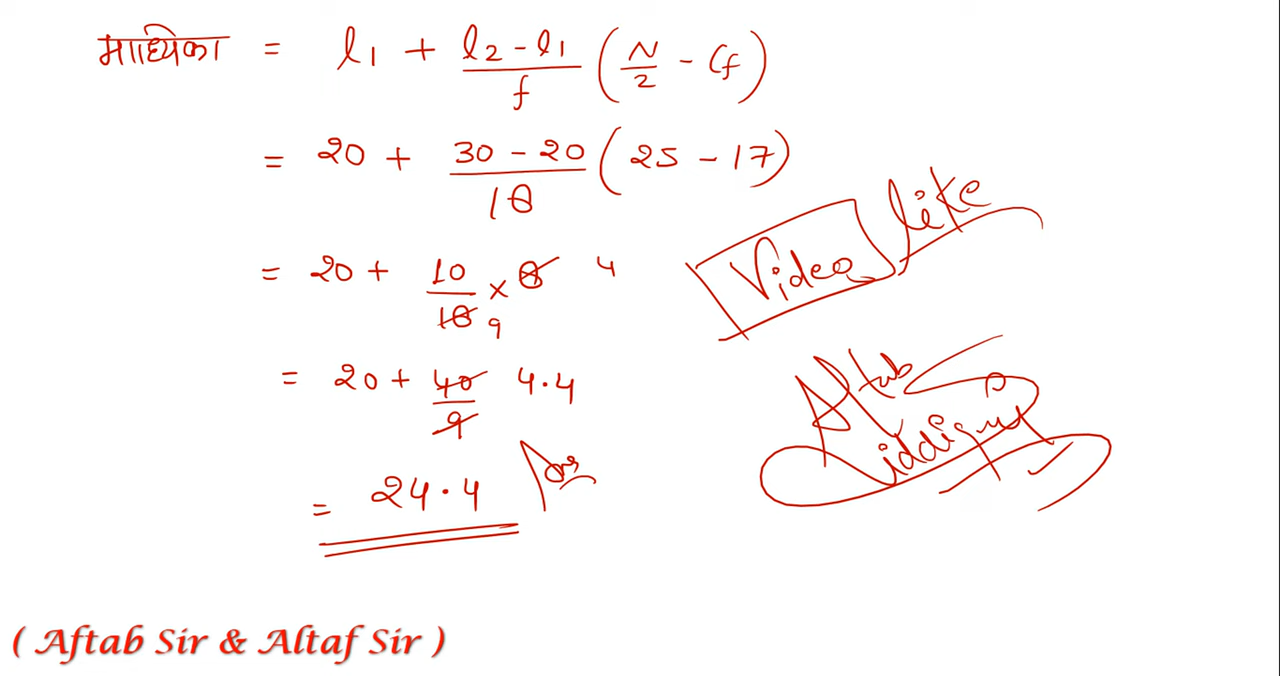 माध्यिका = l₁ + (l₂ - l₁)/f (N/2 - Cf)
= 20 + (30 - 20)/18 (25 - 17)
= 20 + 10/18 × 8 4
9
= 20 + 40/9 4.4
= 24.4 Ans
Video like
Aftab
Siddiqui
( Aftab Sir & Altaf Sir )